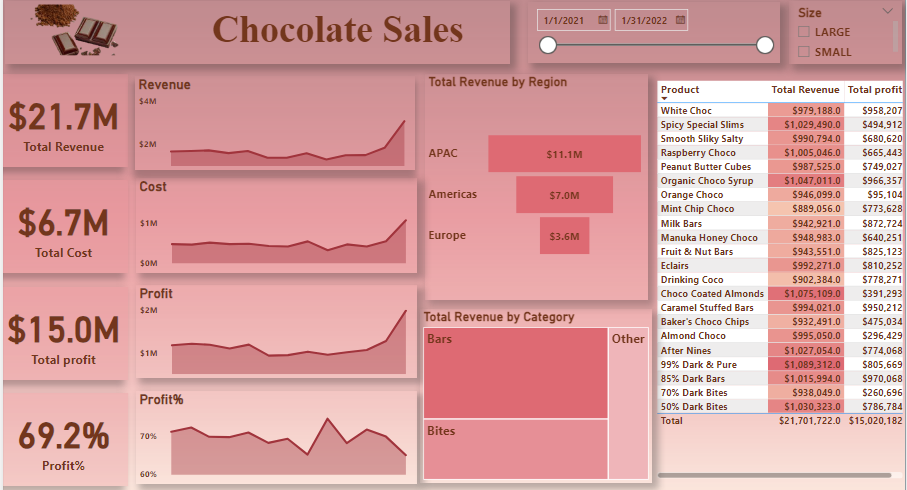 Chocolate Sales
1/1/2021
1/31/2022
Size
LARGE
SMALL
$21.7M
Total Revenue
$6.7M
Total Cost
$15.0M
Total profit
69.2%
Profit%
Revenue
$4M
$2M
Cost
$1M
$0M
Profit
$2M
$1M
Profit%
70%
60%
Total Revenue by Region
APAC $11.1M
Americas $7.0M
Europe $3.6M
Total Revenue by Category
Bars
Other
Bites
Product Total Revenue Total profit
White Choc $979,188.0 $958,207
Spicy Special Slims $1,029,490.0 $494,912
Smooth Sliky Salty $990,794.0 $680,620
Raspberry Choco $1,005,046.0 $665,443
Peanut Butter Cubes $987,525.0 $749,027
Organic Choco Syrup $1,047,011.0 $966,357
Orange Choco $946,099.0 $95,104
Mint Chip Choco $889,056.0 $773,628
Milk Bars $942,921.0 $872,724
Manuka Honey Choco $948,983.0 $640,251
Fruit & Nut Bars $943,551.0 $825,123
Eclairs $992,271.0 $810,252
Drinking Coco $902,384.0 $778,271
Choco Coated Almonds $1,075,109.0 $391,293
Caramel Stuffed Bars $994,021.0 $950,212
Baker's Choco Chips $932,491.0 $475,034
Almond Choco $995,050.0 $296,429
After Nines $1,027,054.0 $774,068
99% Dark & Pure $1,089,312.0 $805,669
85% Dark Bars $1,015,994.0 $970,068
70% Dark Bites $938,049.0 $260,696
50% Dark Bites $1,030,323.0 $786,784
Total $21,701,722.0 $15,020,182